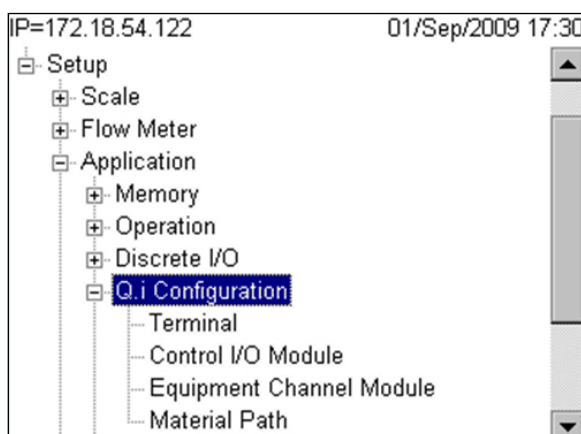 IP=172.18.54.122 01/Sep/2009 17:30
Setup
Scale
Flow Meter
Application
Memory
Operation
Discrete I/O
Q.i Configuration
Terminal
Control I/O Module
Equipment Channel Module
Material Path